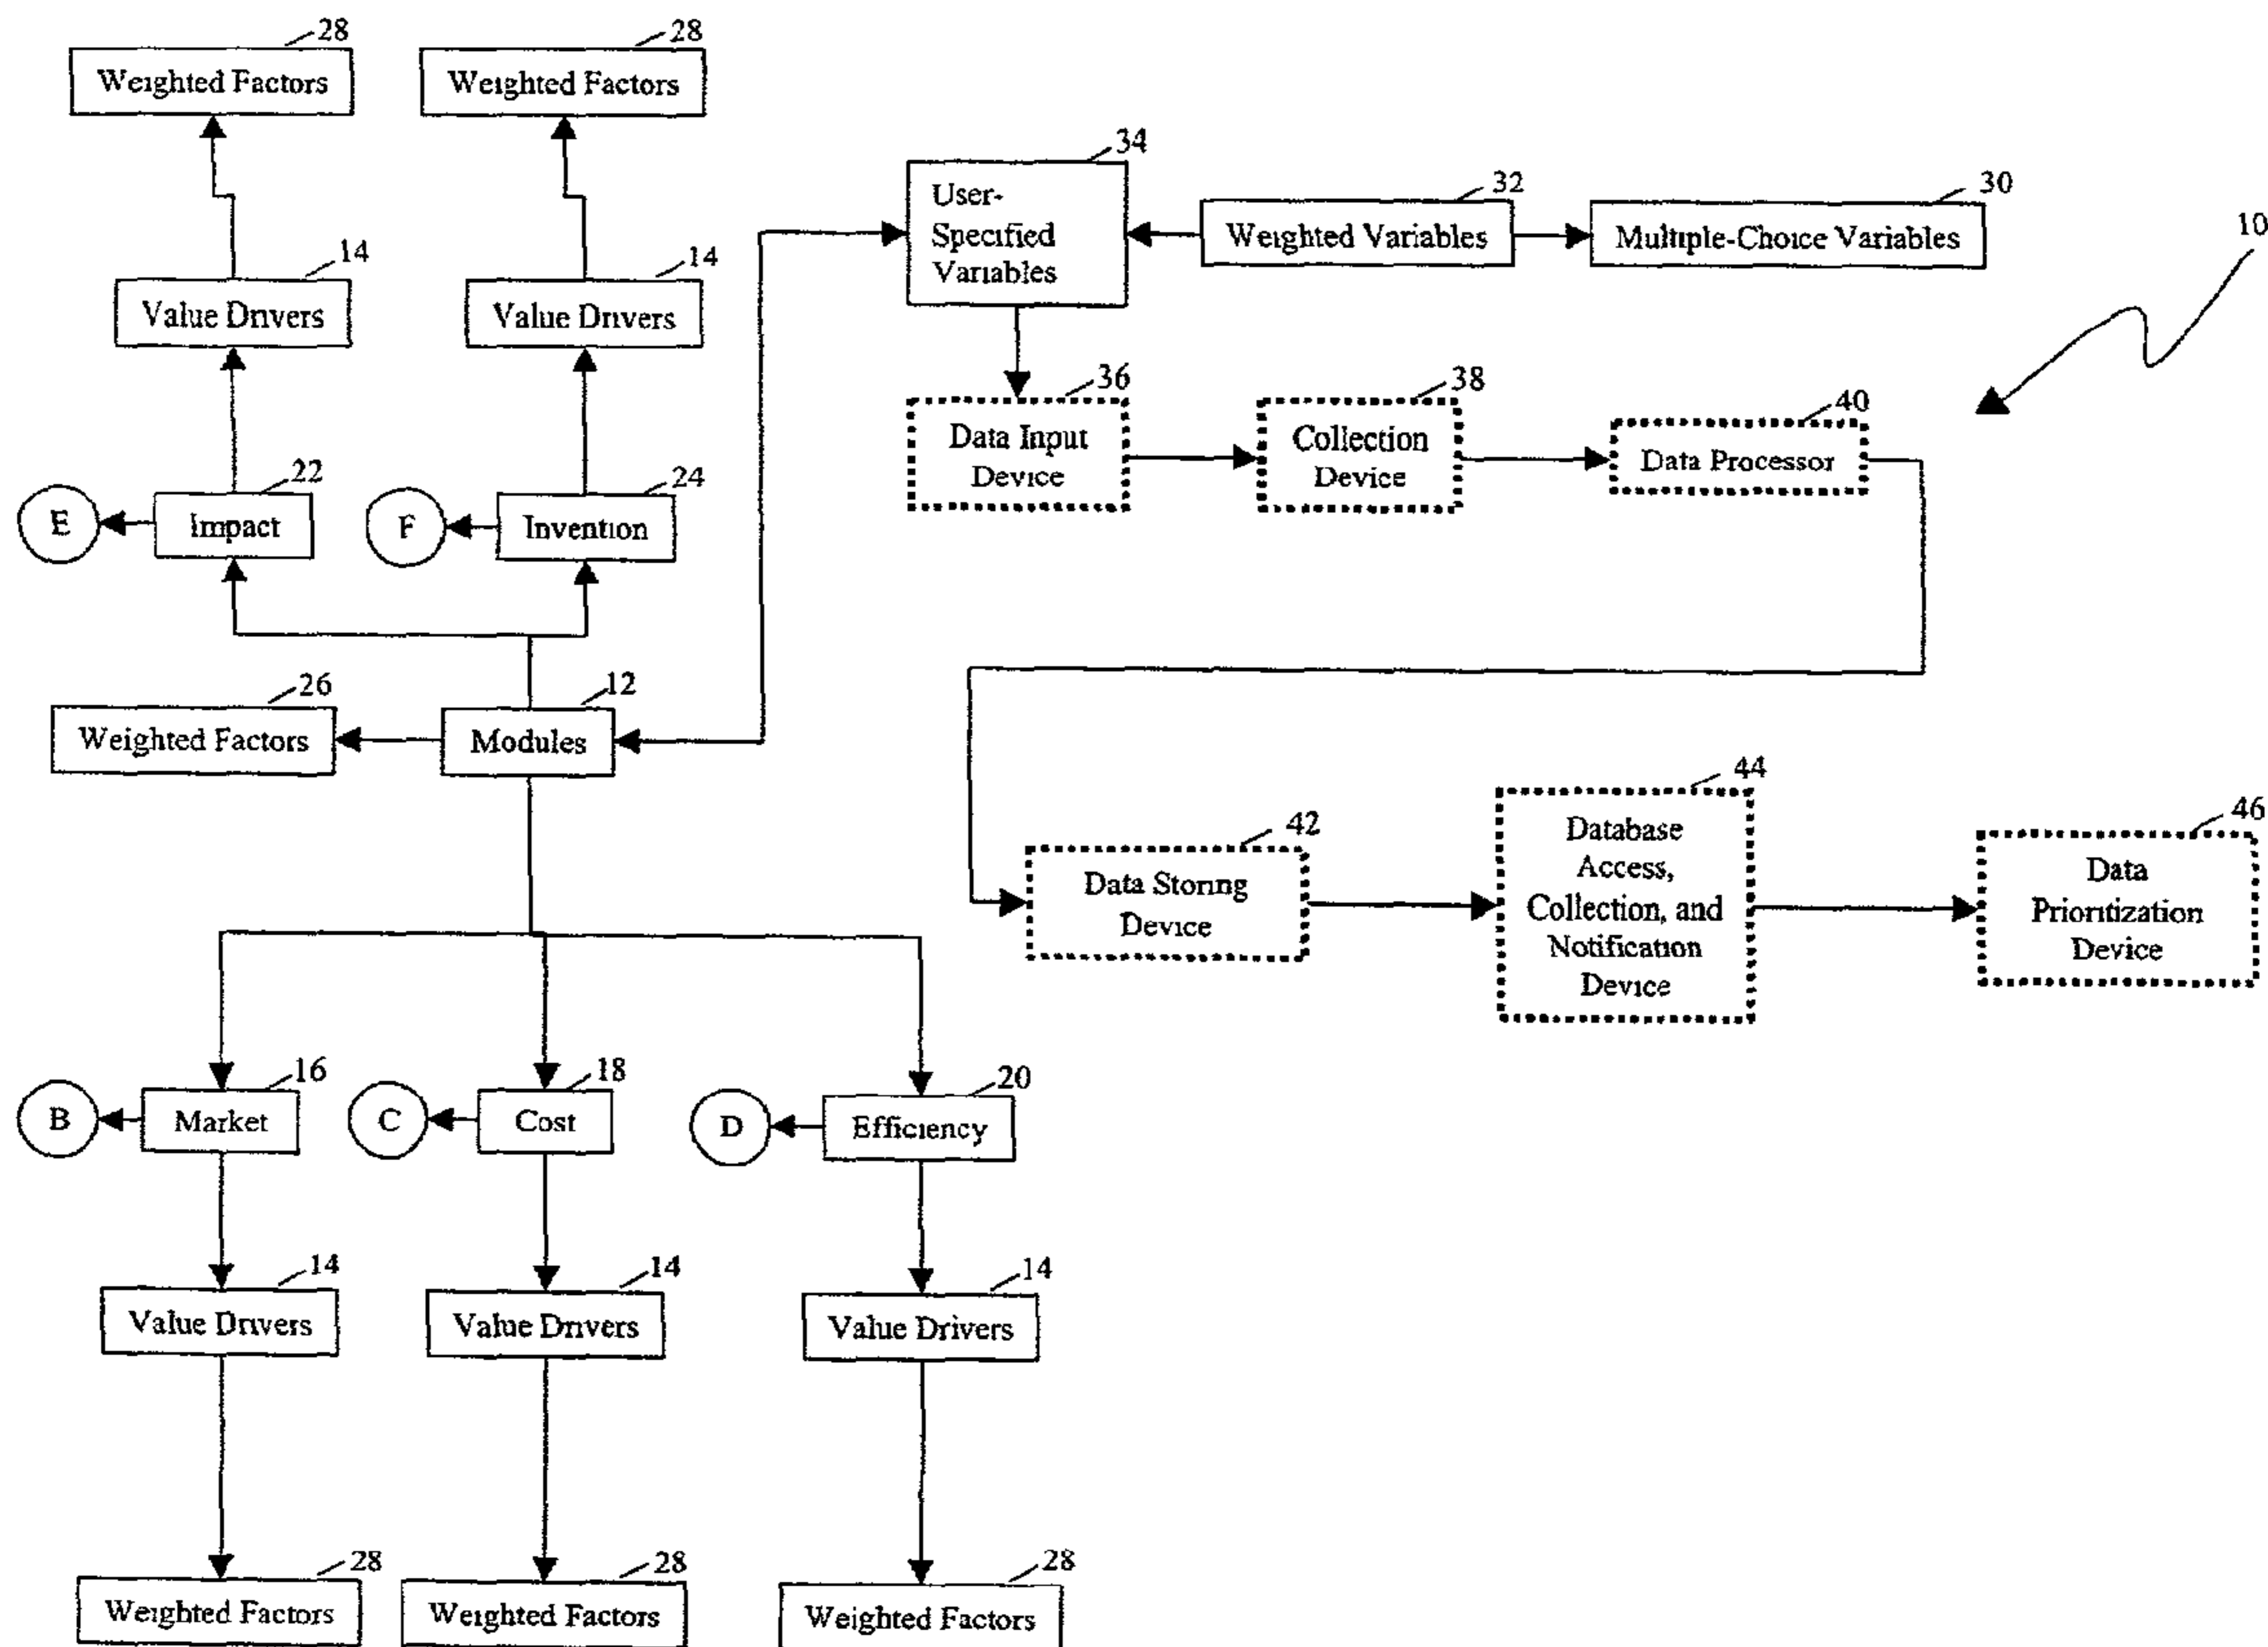 28
Weighted Factors
28
Weighted Factors
14
Value Drivers
14
Value Drivers
22
Impact
E
24
Invention
F
26
Weighted Factors
12
Modules
16
Market
B
18
Cost
C
20
Efficiency
D
14
Value Drivers
14
Value Drivers
14
Value Drivers
28
Weighted Factors
28
Weighted Factors
28
Weighted Factors
34
User-
Specified
Variables
32
Weighted Variables
30
Multiple-Choice Variables
10
36
Data Input
Device
38
Collection
Device
40
Data Processor
42
Data Storing
Device
44
Database
Access,
Collection, and
Notification
Device
46
Data
Prioritization
Device